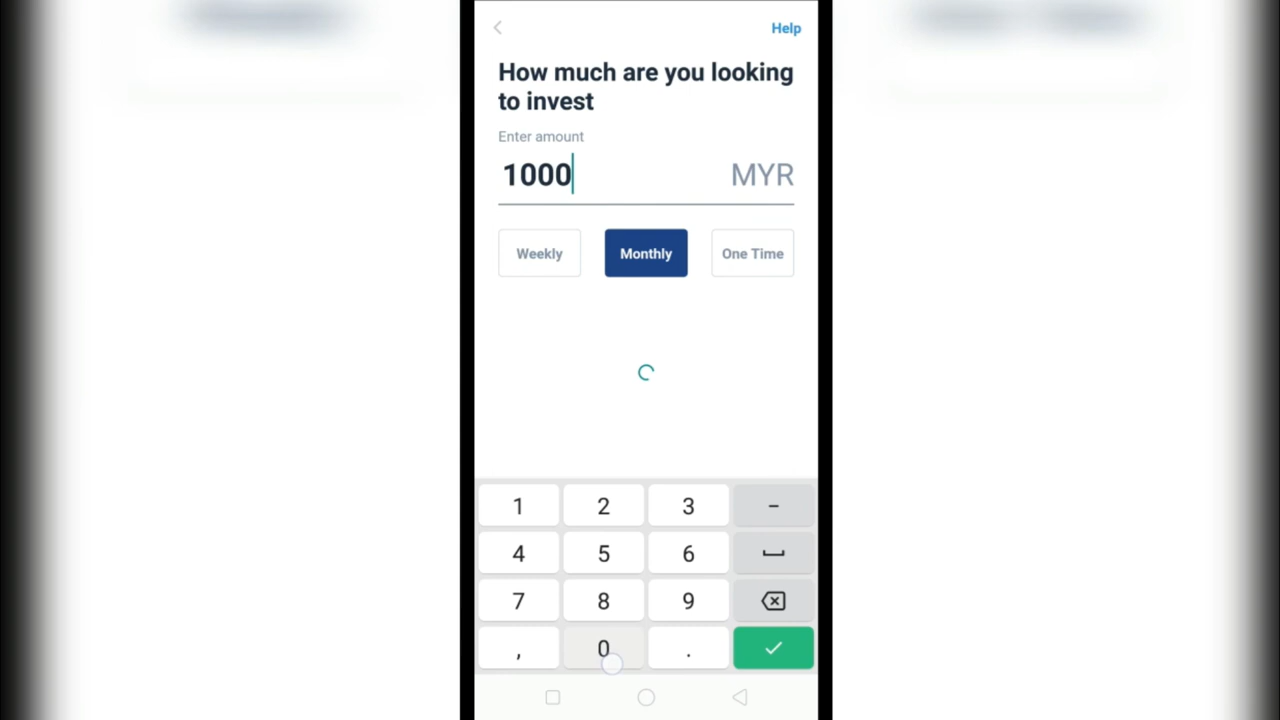 Help
How much are you looking
to invest
Enter amount
1000 MYR
Weekly Monthly One Time
1 2 3 -
4 5 6
7 8 9
, 0 .